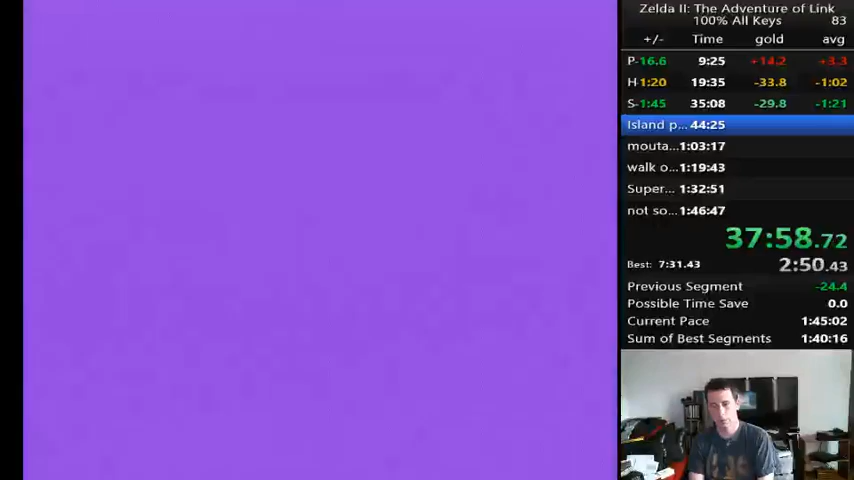 Zelda II: The Adventure of Link
100% All Keys 83
+/- Time gold avg
P-16.6 9:25 +14.2 +3.3
H-1:20 19:35 -33.8 -1:02
S-1:45 35:08 -29.8 -1:21
Island p... 44:25
mouta... 1:03:17
walk o... 1:19:43
Super... 1:32:51
not so... 1:46:47
37:58.72
Best: 7:31.43 2:50.43
Previous Segment -24.4
Possible Time Save 0.0
Current Pace 1:45:02
Sum of Best Segments 1:40:16